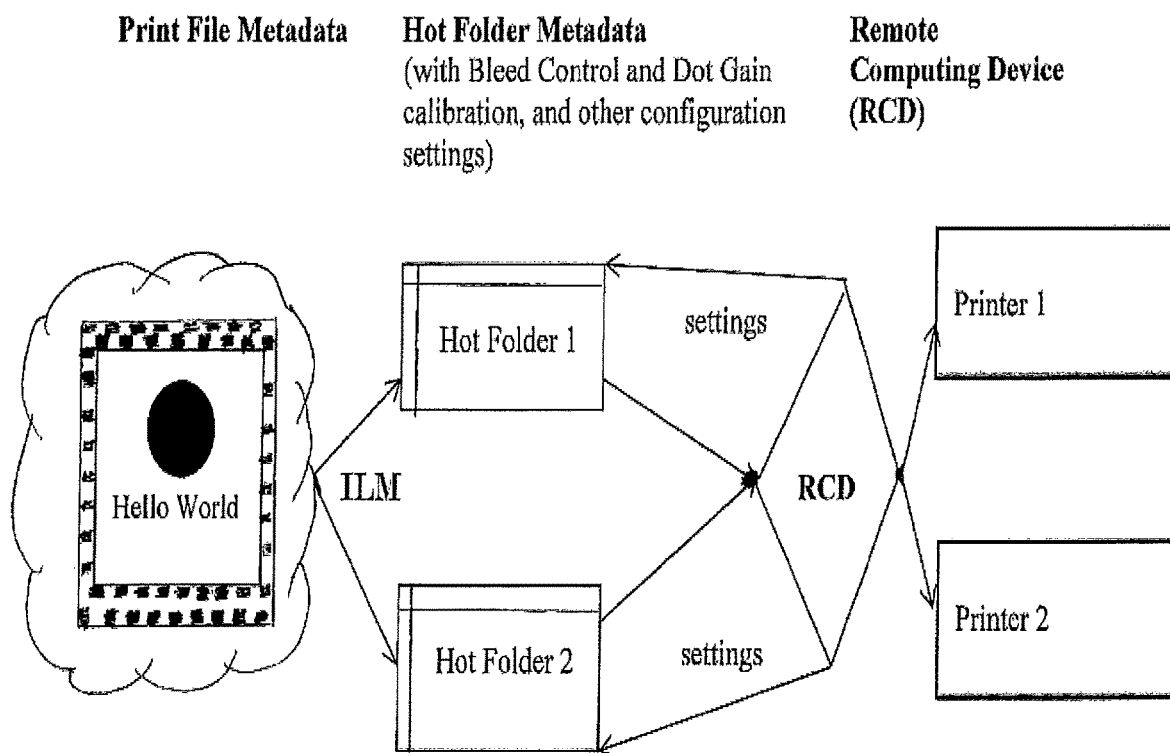 Print File Metadata
Hot Folder Metadata
(with Bleed Control and Dot Gain
calibration, and other configuration
settings)
Remote
Computing Device
(RCD)
Hello World
ILM
Hot Folder 1
Hot Folder 2
settings
settings
RCD
Printer 1
Printer 2